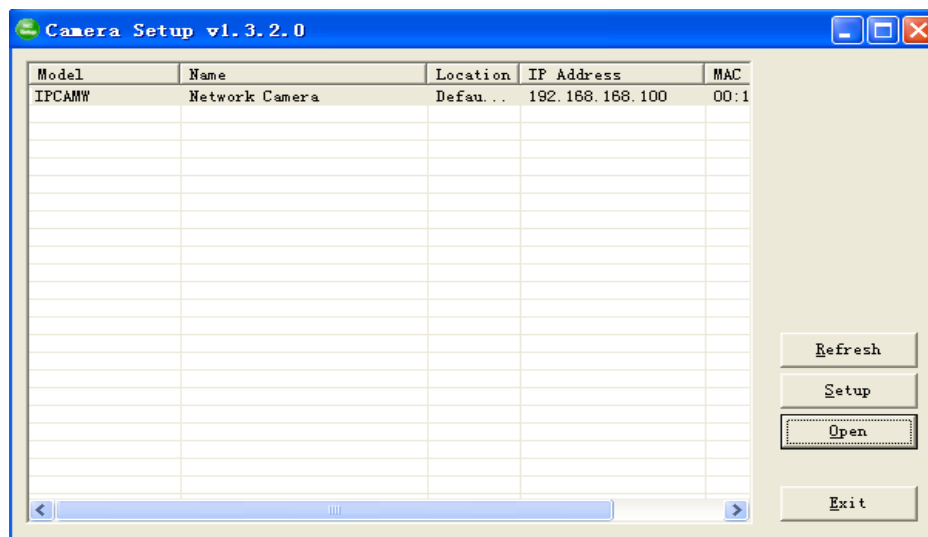 Camera Setup v1.3.2.0
Model Name Location IP Address MAC
IPCAMW Network Camera Defau... 192.168.168.100 00:1
Refresh
Setup
Open
Exit